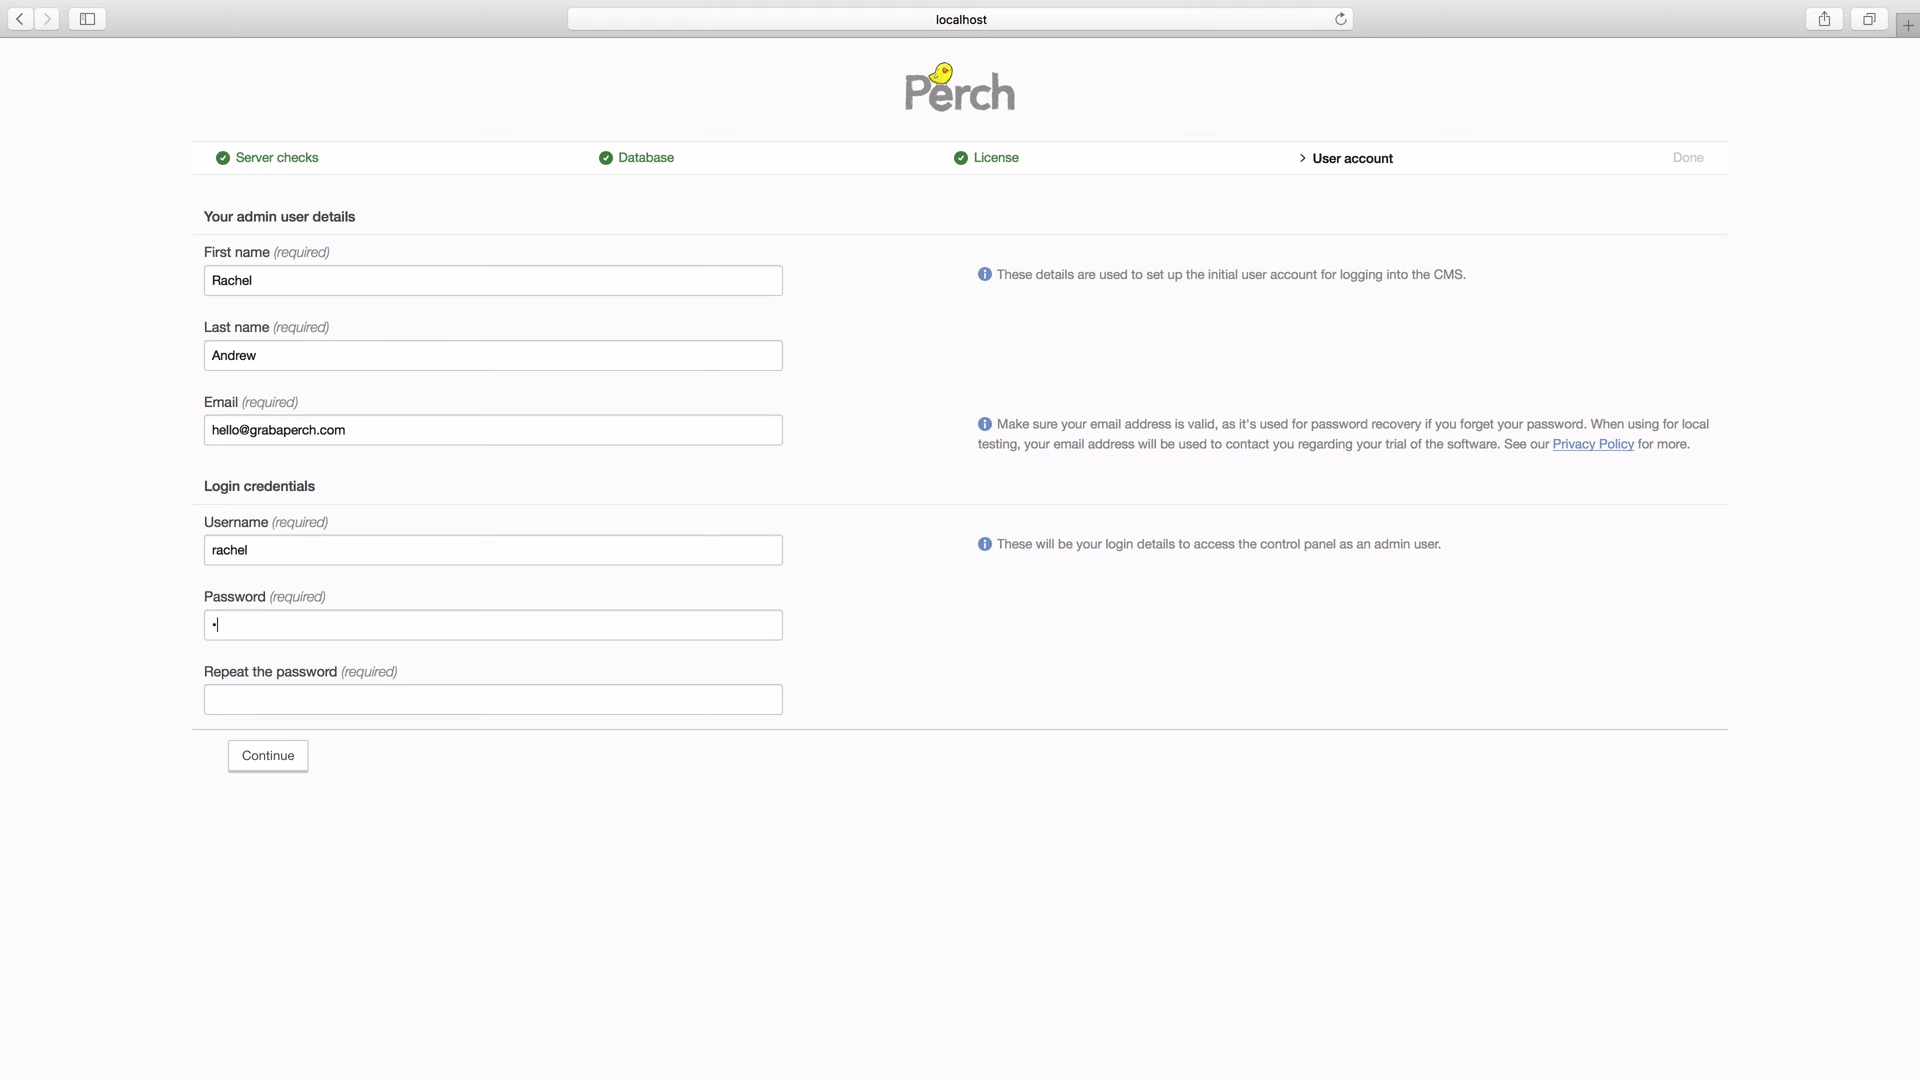 localhost
Perch
Server checks
Database
License
User account
Done
Your admin user details
First name (required)
Rachel
These details are used to set up the initial user account for logging into the CMS.
Last name (required)
Andrew
Email (required)
hello@grabaperch.com
Make sure your email address is valid, as it's used for password recovery if you forget your password. When using for local
testing, your email address will be used to contact you regarding your trial of the software. See our Privacy Policy for more.
Login credentials
Username (required)
rachel
These will be your login details to access the control panel as an admin user.
Password (required)
•
Repeat the password (required)
Continue